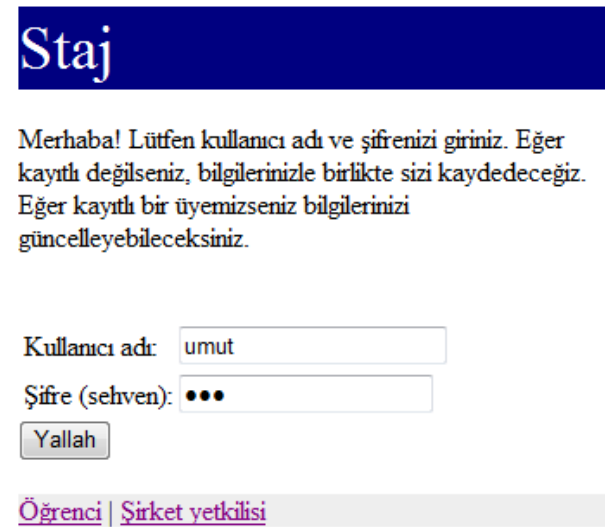 Staj
Merhaba! Lütfen kullanıcı adı ve şifrenizi giriniz. Eğer
kayıtlı değilseniz, bilgilerinizle birlikte sizi kaydedeceğiz.
Eğer kayıtlı bir üyemizseniz bilgilerinizi
güncelleyebileceksiniz.
Kullanıcı adı: umut
Şifre (sehven): •••
Yallah
Öğrenci | Şirket yetkilisi